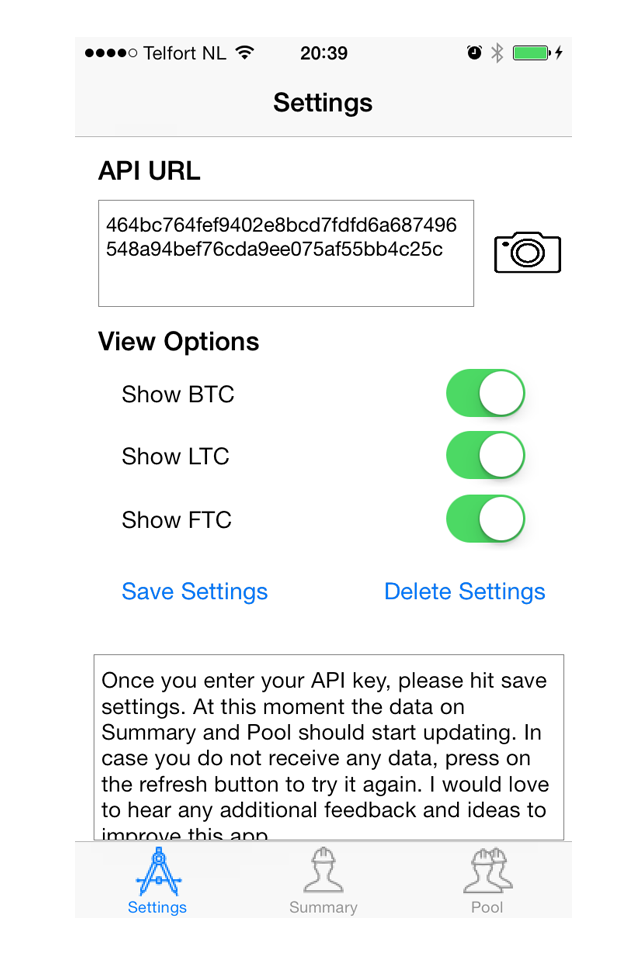 Telfort NL 20:39
Settings
API URL
464bc764fef9402e8bcd7fdfd6a687496
548a94bef76cda9ee075af55bb4c25c
View Options
Show BTC
Show LTC
Show FTC
Save Settings Delete Settings
Once you enter your API key, please hit save
settings. At this moment the data on
Summary and Pool should start updating. In
case you do not receive any data, press on
the refresh button to try it again. I would love
to hear any additional feedback and ideas to
improve this app
Settings Summary Pool